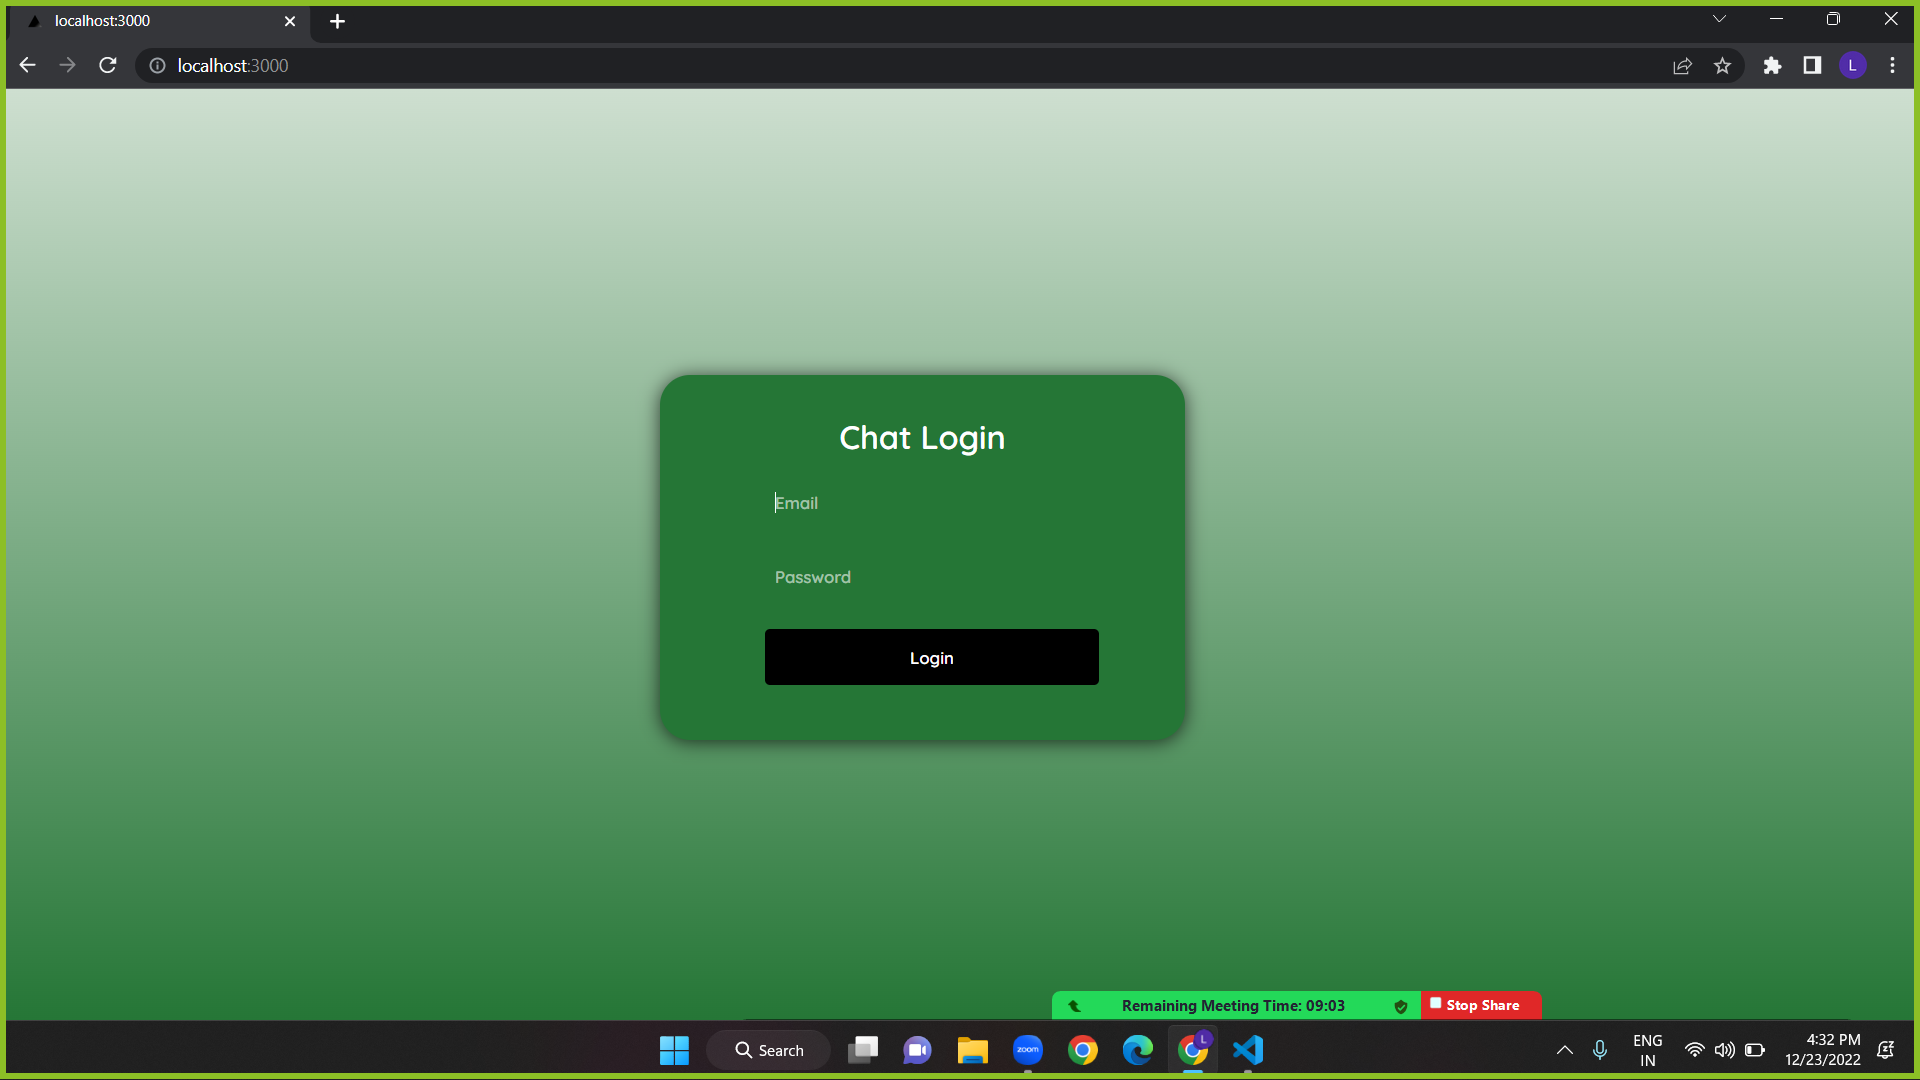 localhost:3000
localhost:3000
L
Chat Login
Email
Password
Login
Remaining Meeting Time: 09:03
Stop Share
Search
zoom
L
ENG
IN
4:32 PM
12/23/2022